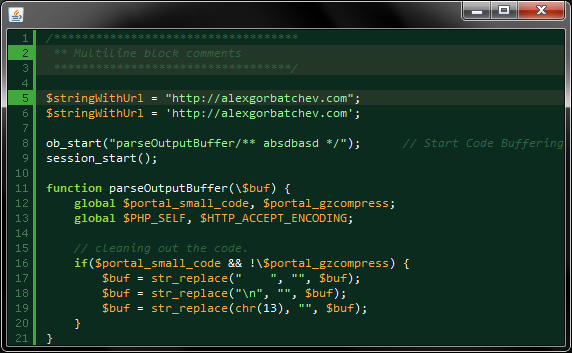 1 /***********************************
2  ** Multiline block comments
3  **********************************/
4
5 $stringWithUrl = "http://alexgorbatchev.com";
6 $stringWithUrl = 'http://alexgorbatchev.com';
7
8 ob_start("parseOutputBuffer/** absdbasd */");      // Start Code Buffering
9 session_start();
10
11 function parseOutputBuffer(\$buf) {
12     global $portal_small_code, $portal_gzcompress;
13     global $PHP_SELF, $HTTP_ACCEPT_ENCODING;
14
15     // cleaning out the code.
16     if($portal_small_code && !\$portal_gzcompress) {
17         $buf = str_replace("    ", "", $buf);
18         $buf = str_replace("\n", "", $buf);
19         $buf = str_replace(chr(13), "", $buf);
20     }
21 }